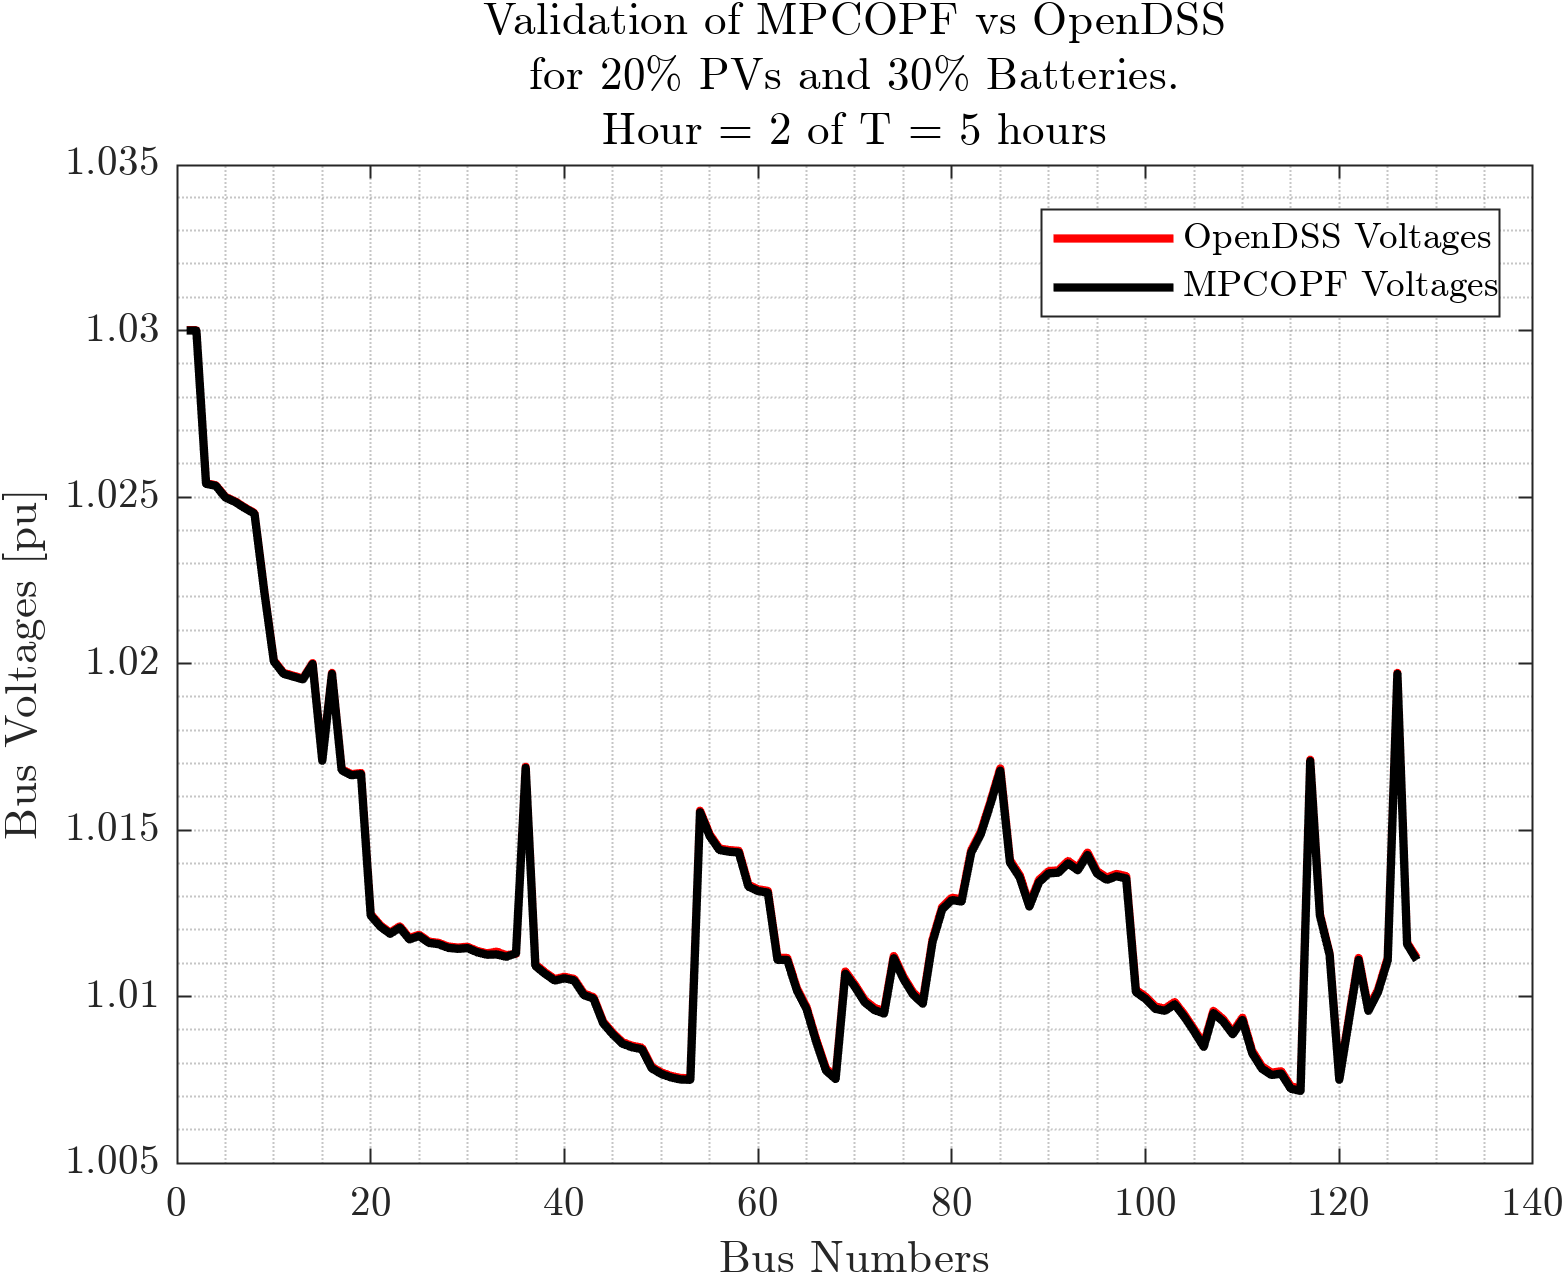 Validation of MPCOPF vs OpenDSS
for 20% PVs and 30% Batteries.
Hour = 2 of T = 5 hours
OpenDSS Voltages
MPCOPF Voltages
Bus Voltages [pu]
1.035
1.03
1.025
1.02
1.015
1.01
1.005
0 20 40 60 80 100 120 140
Bus Numbers